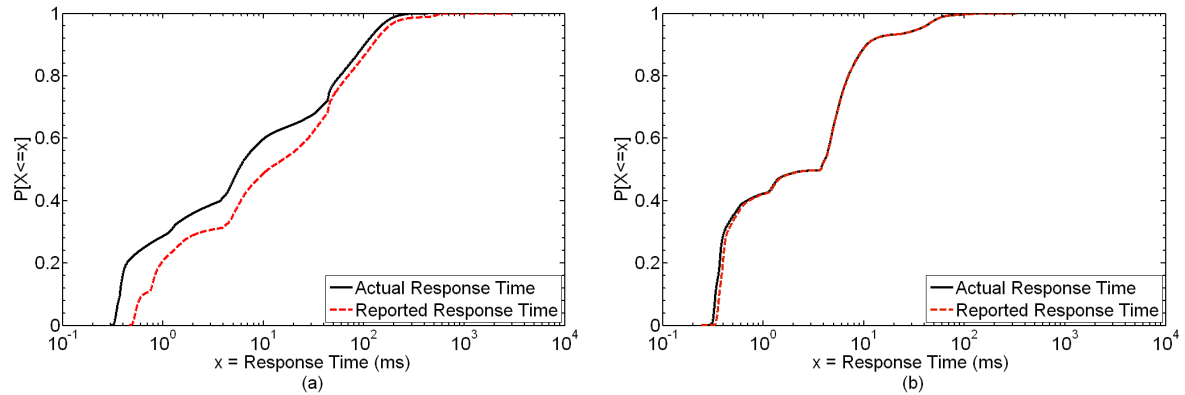 1
0.8
0.6
0.4
0.2
0
P[X<=x]
10^-1
10^0
10^1
10^2
10^3
10^4
x = Response Time (ms)
(a)
Actual Response Time
Reported Response Time
1
0.8
0.6
0.4
0.2
0
P[X<=x]
10^-1
10^0
10^1
10^2
10^3
10^4
x = Response Time (ms)
(b)
Actual Response Time
Reported Response Time